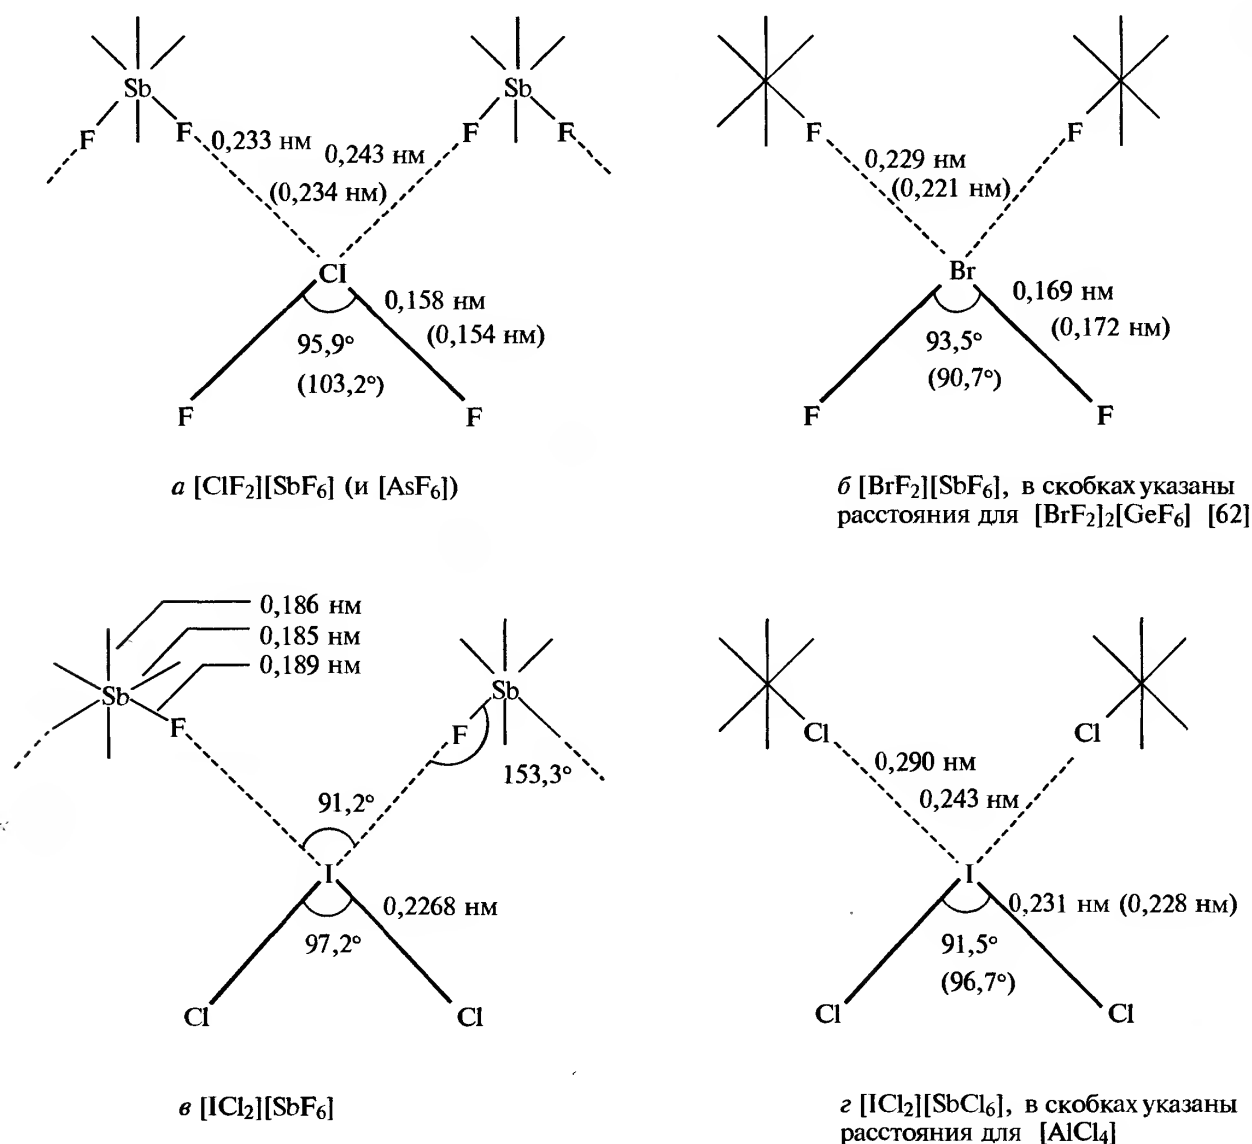 Sb
Sb
F
F
0,233 нм
0,243 нм
F
F
(0,234 нм)
Cl
0,158 нм
(0,154 нм)
95,9°
(103,2°)
F
F
а [ClF2][SbF6] (и [AsF6])
F
F
0,229 нм
(0,221 нм)
Br
0,169 нм
(0,172 нм)
93,5°
(90,7°)
F
F
б [BrF2][SbF6], в скобках указаны
расстояния для [BrF2]2[GeF6] [62]
0,186 нм
0,185 нм
0,189 нм
Sb
Sb
F
F
153,3°
91,2°
I
0,2268 нм
97,2°
Cl
Cl
в [ICl2][SbF6]
Cl
Cl
0,290 нм
0,243 нм
I
0,231 нм (0,228 нм)
91,5°
(96,7°)
Cl
Cl
г [ICl2][SbCl6], в скобках указаны
расстояния для [AlCl4]